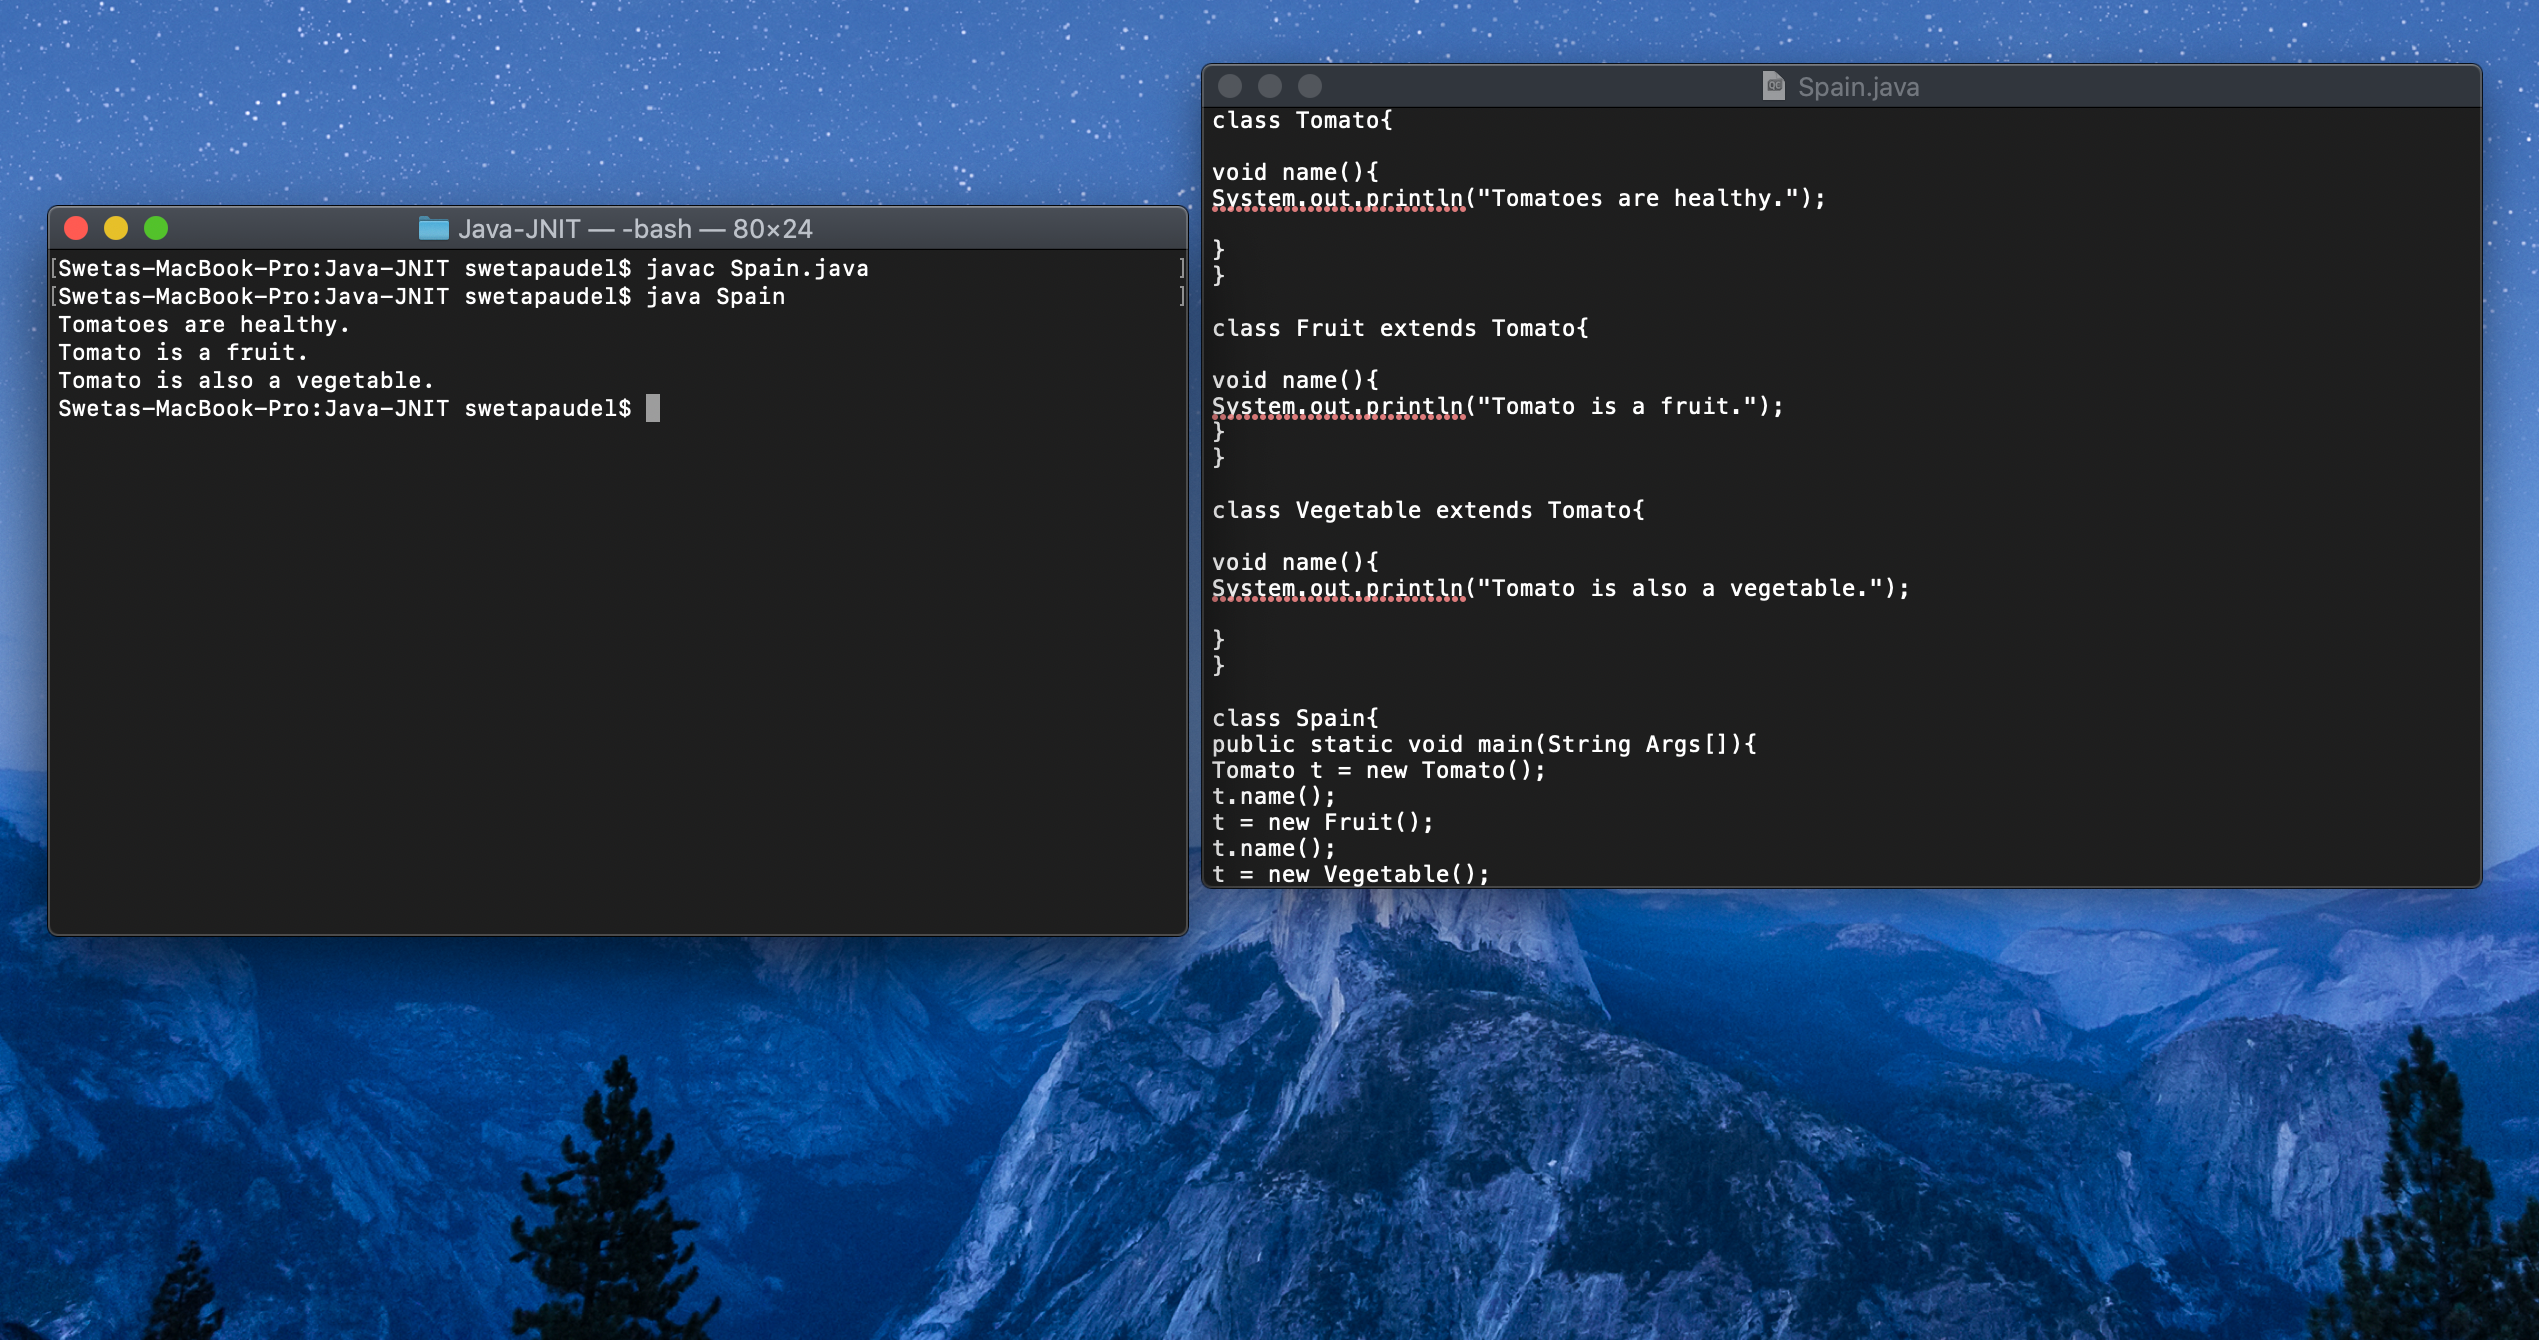 Java-JNIT — -bash — 80×24
[Swetas-MacBook-Pro:Java-JNIT swetapaudel$ javac Spain.java ]
[Swetas-MacBook-Pro:Java-JNIT swetapaudel$ java Spain ]
Tomatoes are healthy.
Tomato is a fruit.
Tomato is also a vegetable.
Swetas-MacBook-Pro:Java-JNIT swetapaudel$
Spain.java
class Tomato{
void name(){
System.out.println("Tomatoes are healthy.");
}
}
class Fruit extends Tomato{
void name(){
System.out.println("Tomato is a fruit.");
}
}
class Vegetable extends Tomato{
void name(){
System.out.println("Tomato is also a vegetable.");
}
}
class Spain{
public static void main(String Args[]){
Tomato t = new Tomato();
t.name();
t = new Fruit();
t.name();
t = new Vegetable();